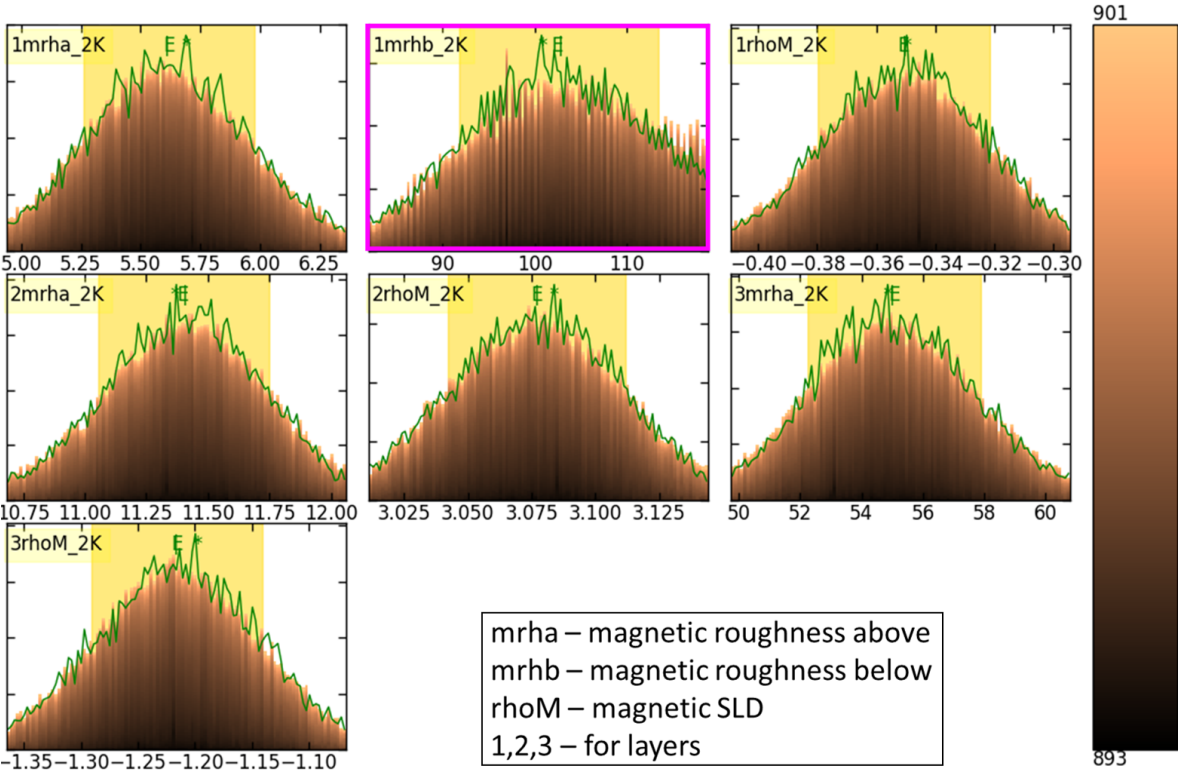 901
1mrha_2K E *
1mrhb_2K * E
1rhoM_2K E *
5.00 5.25 5.50 5.75 6.00 6.25
90 100 110
−0.40 −0.38 −0.36 −0.34 −0.32 −0.30
2mrha_2K * E
2rhoM_2K E *
3mrha_2K * E
10.75 11.00 11.25 11.50 11.75 12.00
3.025 3.050 3.075 3.100 3.125
50 52 54 56 58 60
3rhoM_2K E *
−1.35 −1.30 −1.25 −1.20 −1.15 −1.10
mrha – magnetic roughness above
mrhb – magnetic roughness below
rhoM – magnetic SLD
1,2,3 – for layers
893